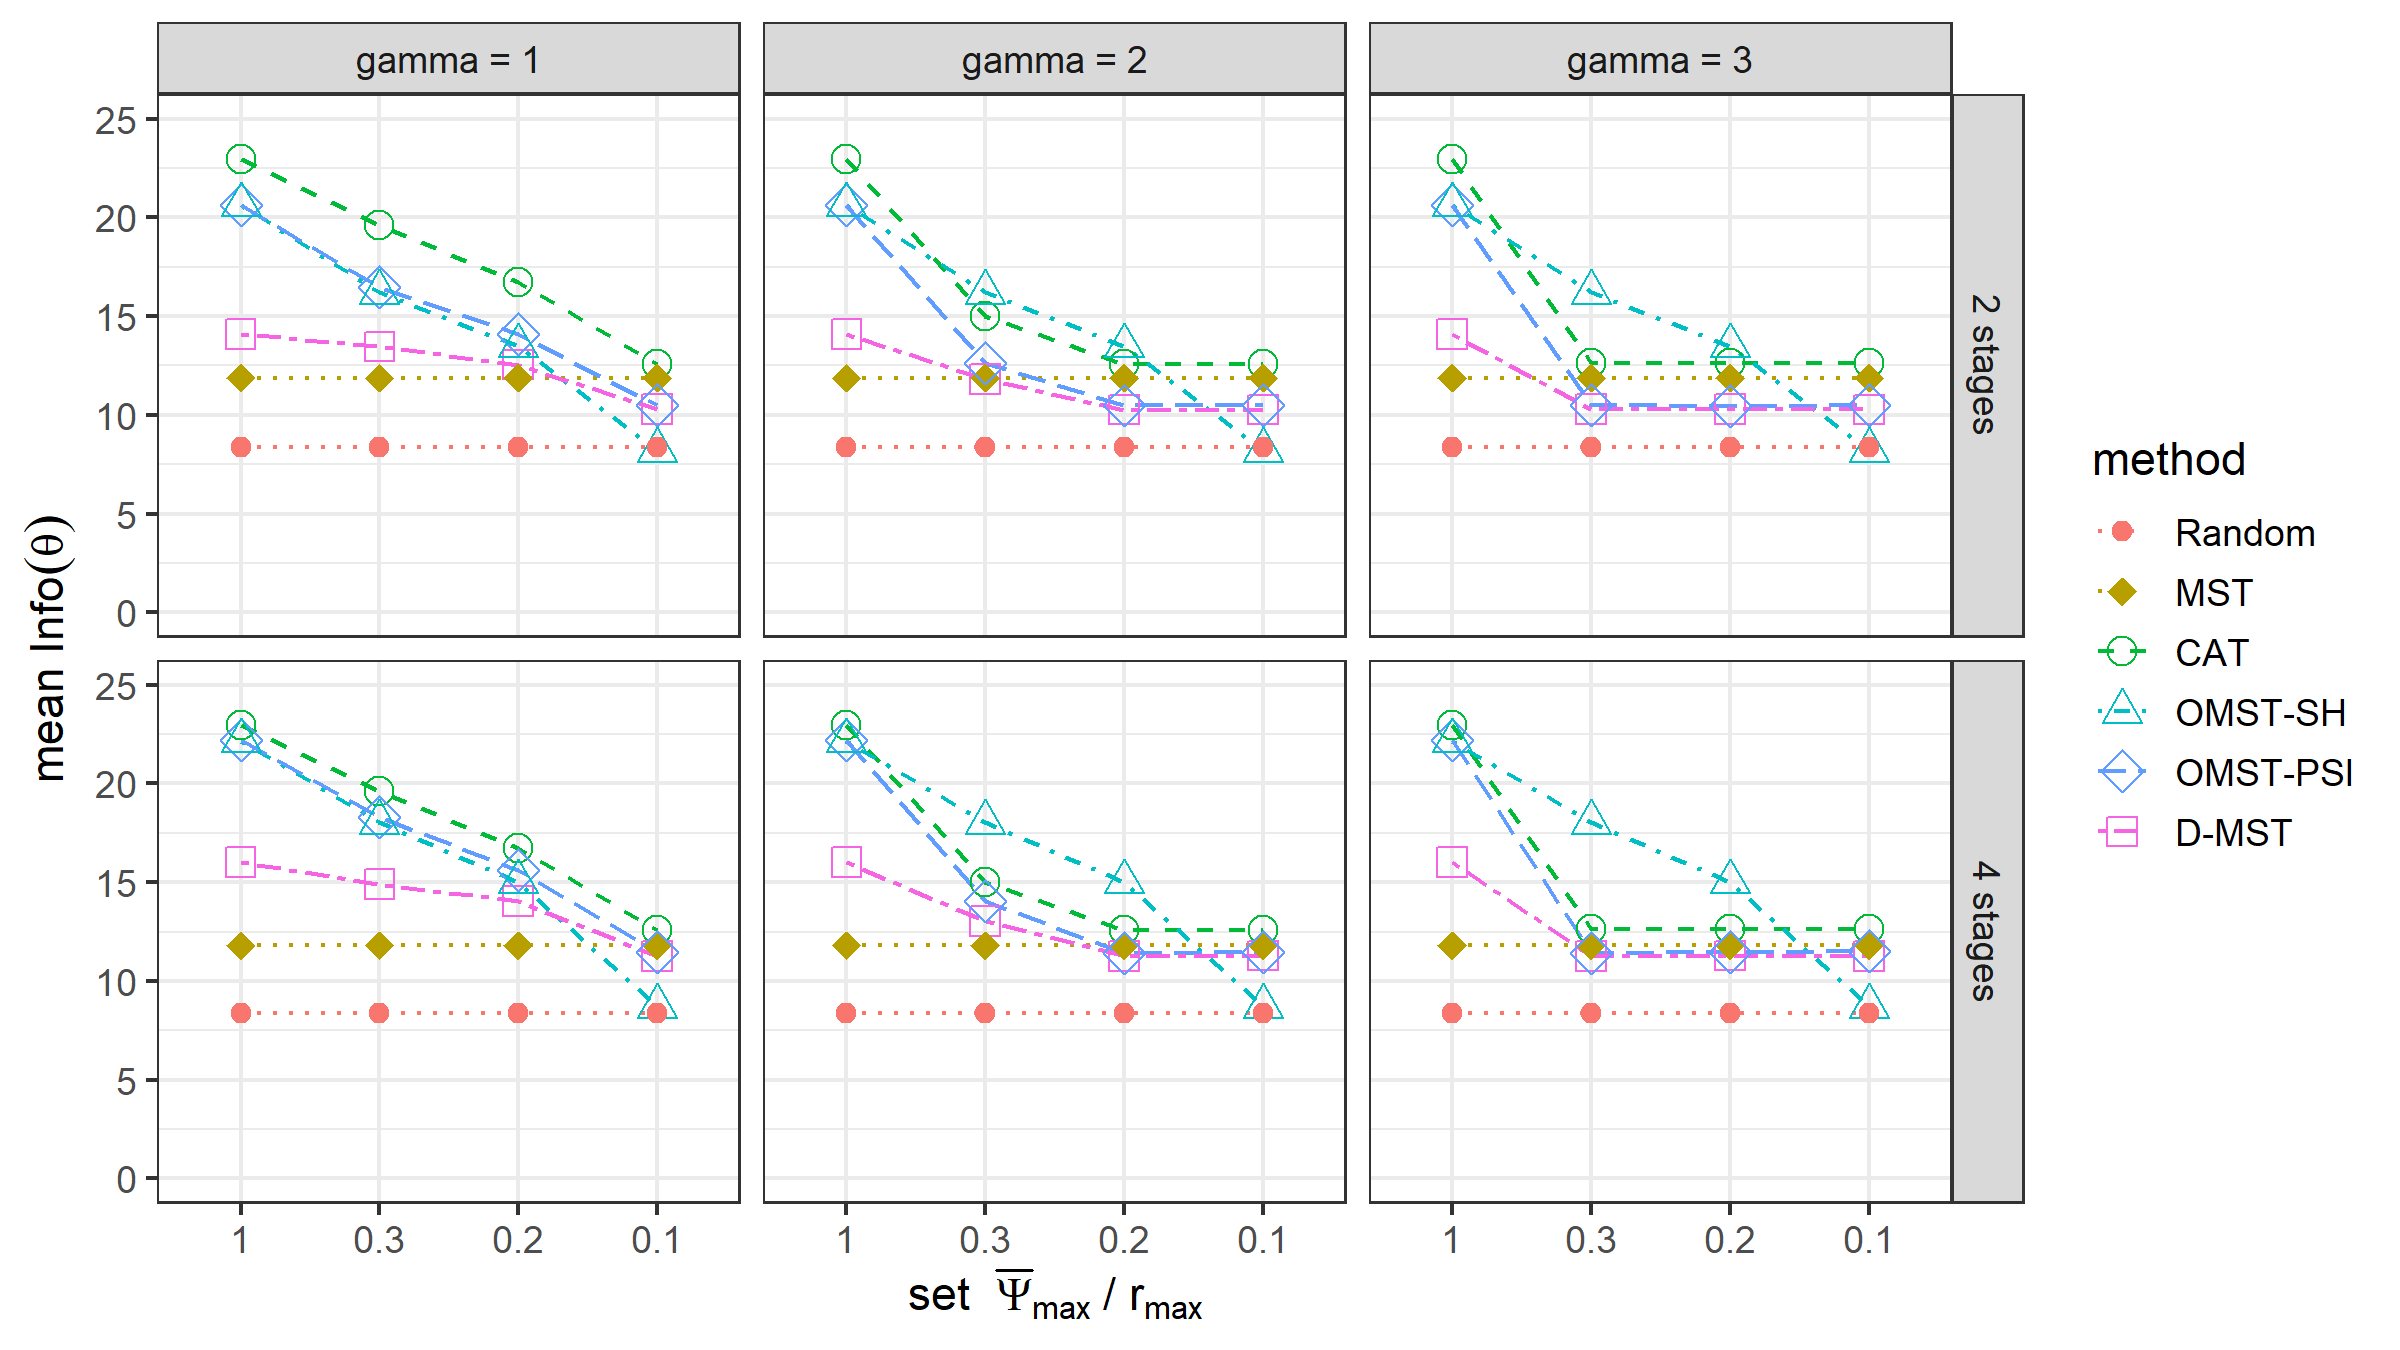 gamma = 1
gamma = 2
gamma = 3
25
20
15
10
5
0
2 stages
25
20
15
10
5
0
4 stages
mean Info(θ)
1 0.3 0.2 0.1
1 0.3 0.2 0.1
1 0.3 0.2 0.1
set Ψ̅max / rmax
method
Random
MST
CAT
OMST-SH
OMST-PSI
D-MST